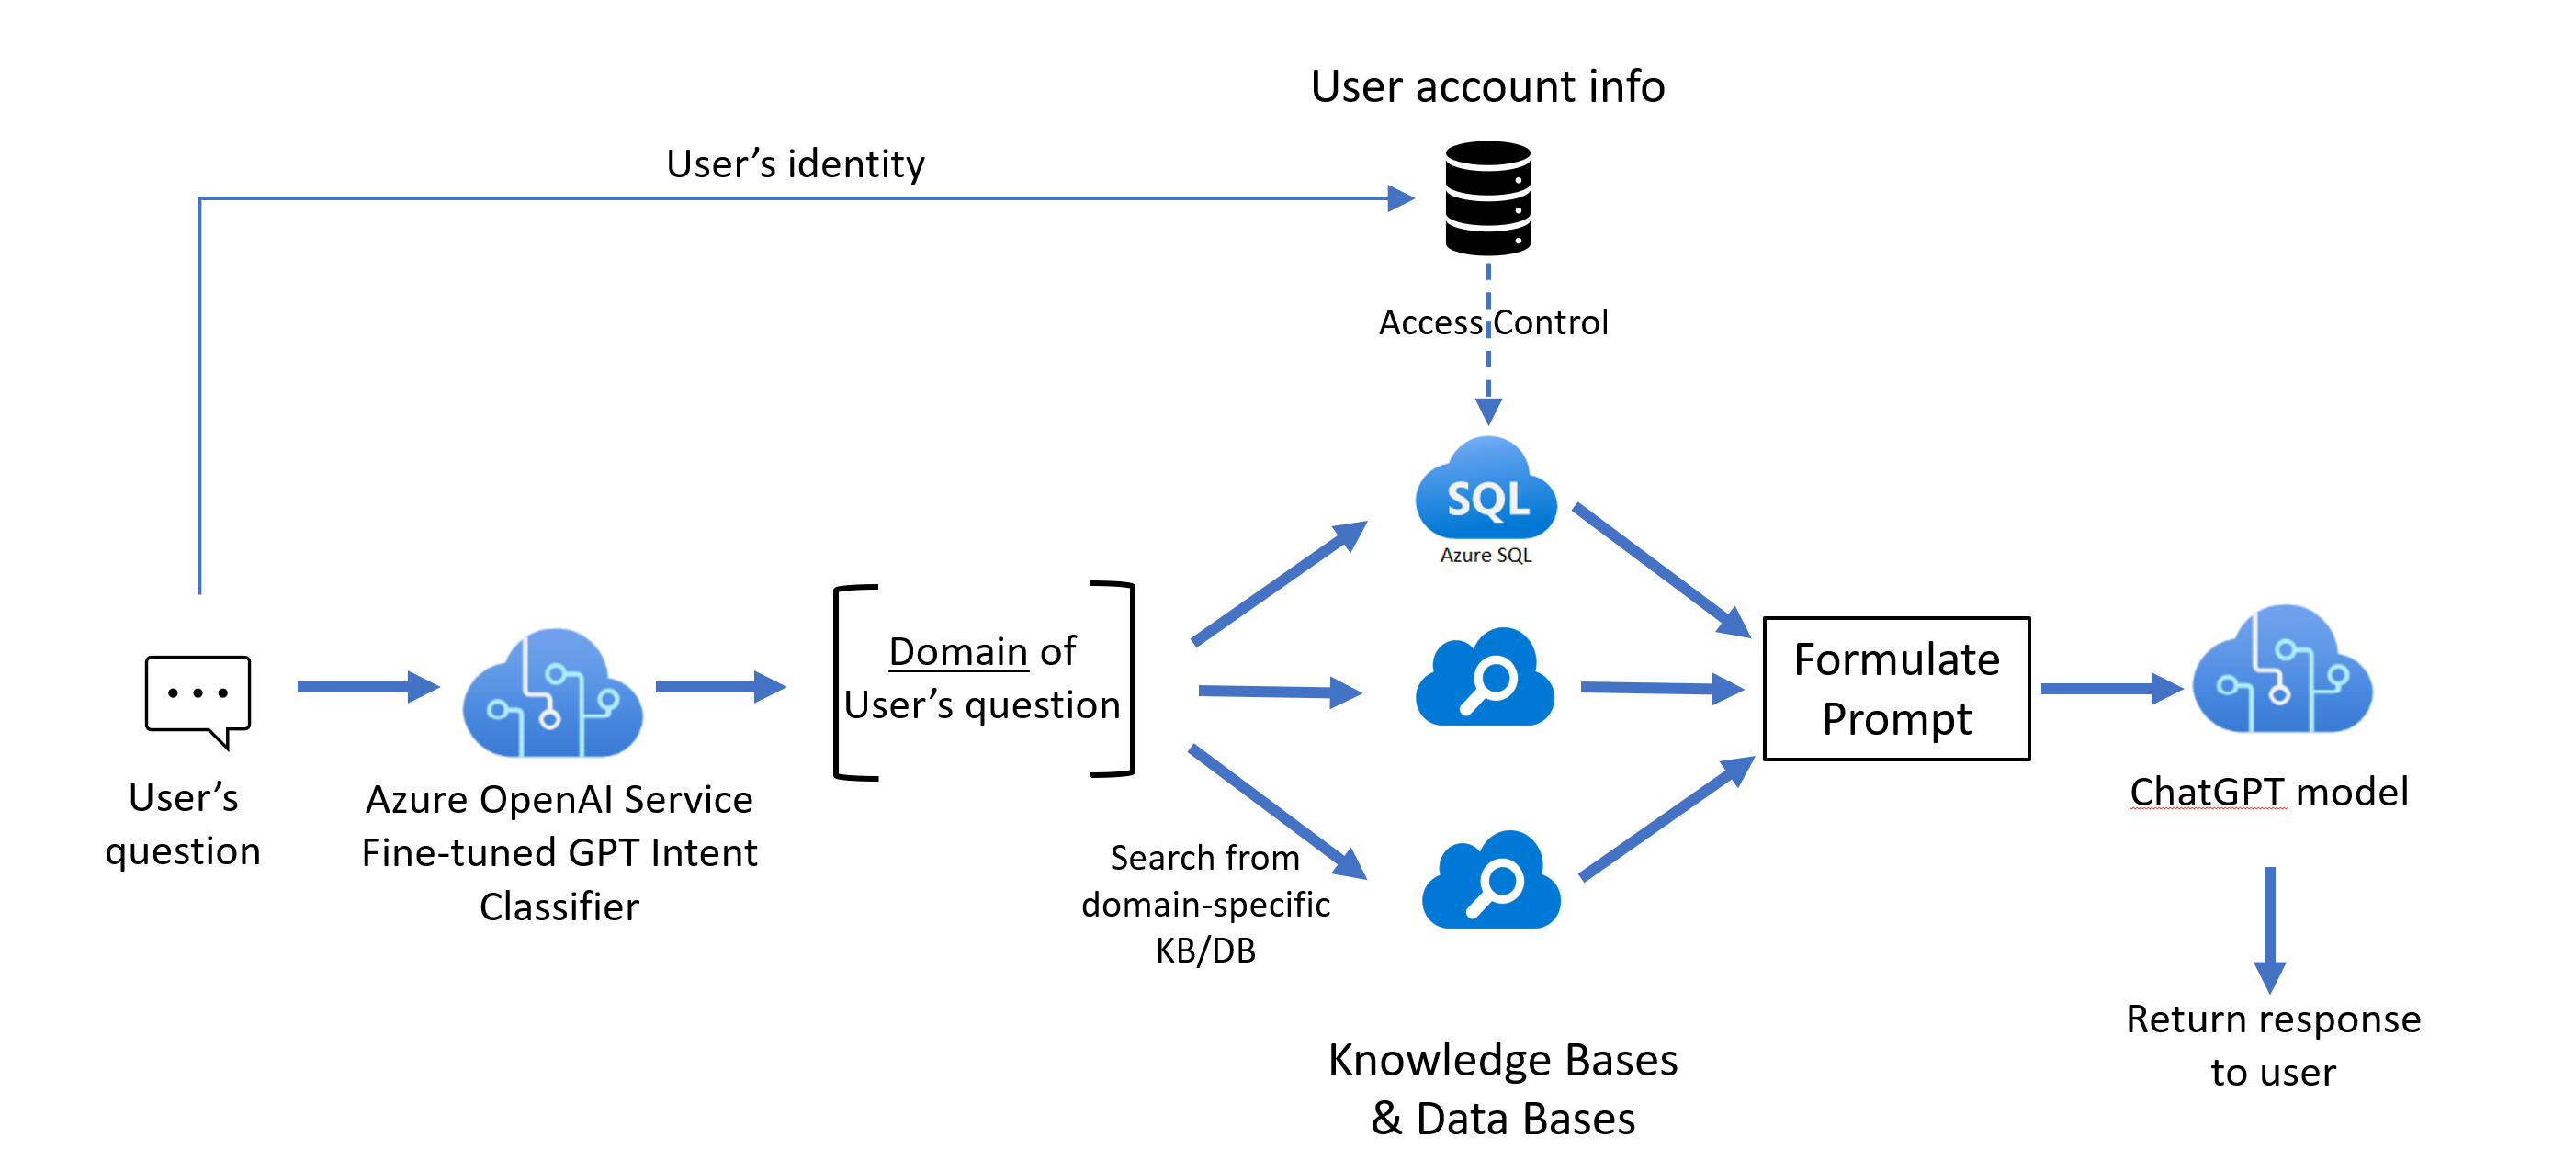 User account info
User’s identity
Access Control
SQL
Azure SQL
Domain of
User’s question
Formulate
Prompt
User’s
question
Azure OpenAI Service
Fine-tuned GPT Intent
Classifier
Search from
domain-specific
KB/DB
ChatGPT model
Knowledge Bases
& Data Bases
Return response
to user